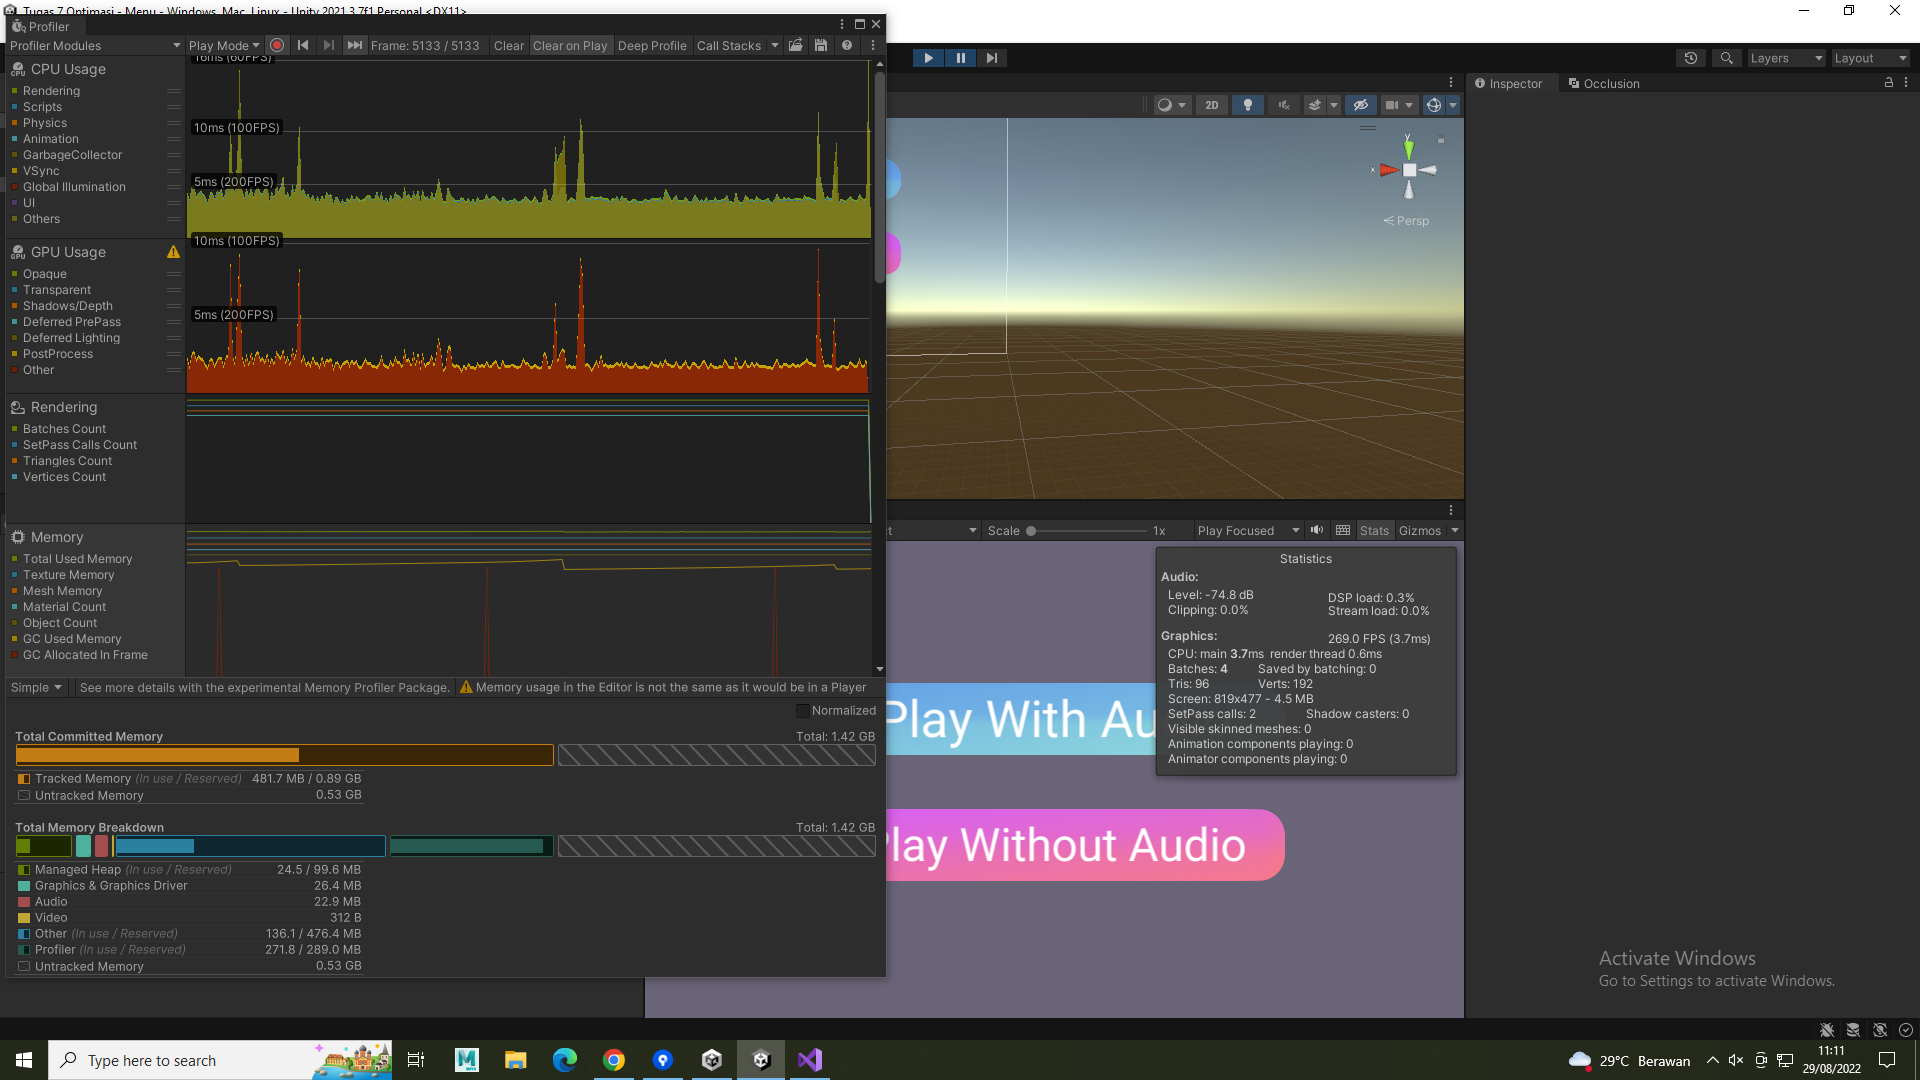 Tugas 7 Optimasi - Menu - Windows, Mac, Linux - Unity 2021.3.7f1 Personal <DX11>
Profiler
Profiler Modules
Play Mode
Frame: 5133 / 5133
Clear
Clear on Play
Deep Profile
Call Stacks
CPU Usage
Rendering
Scripts
Physics
Animation
GarbageCollector
VSync
Global Illumination
UI
Others
16ms (60FPS)
10ms (100FPS)
5ms (200FPS)
GPU Usage
Opaque
Transparent
Shadows/Depth
Deferred PrePass
Deferred Lighting
PostProcess
Other
10ms (100FPS)
5ms (200FPS)
Rendering
Batches Count
SetPass Calls Count
Triangles Count
Vertices Count
Memory
Total Used Memory
Texture Memory
Mesh Memory
Material Count
Object Count
GC Used Memory
GC Allocated In Frame
Simple
See more details with the experimental Memory Profiler Package.
Memory usage in the Editor is not the same as it would be in a Player
Normalized
Total Committed Memory
Total: 1.42 GB
Tracked Memory (In use / Reserved) 481.7 MB / 0.89 GB
Untracked Memory 0.53 GB
Total Memory Breakdown
Total: 1.42 GB
Managed Heap (In use / Reserved) 24.5 / 99.6 MB
Graphics & Graphics Driver 26.4 MB
Audio 22.9 MB
Video 312 B
Other (In use / Reserved) 136.1 / 476.4 MB
Profiler (In use / Reserved) 271.8 / 289.0 MB
Untracked Memory 0.53 GB
Layers
Layout
Inspector
Occlusion
2D
y
x
Persp
Scale
1x
Play Focused
Stats
Gizmos
Statistics
Audio:
Level: -74.8 dB
DSP load: 0.3%
Clipping: 0.0%
Stream load: 0.0%
Graphics:
269.0 FPS (3.7ms)
CPU: main 3.7ms render thread 0.6ms
Batches: 4
Saved by batching: 0
Tris: 96
Verts: 192
Screen: 819x477 - 4.5 MB
SetPass calls: 2
Shadow casters: 0
Visible skinned meshes: 0
Animation components playing: 0
Animator components playing: 0
Play With Au
lay Without Audio
Activate Windows
Go to Settings to activate Windows.
Type here to search
29°C Berawan
11:11
29/08/2022